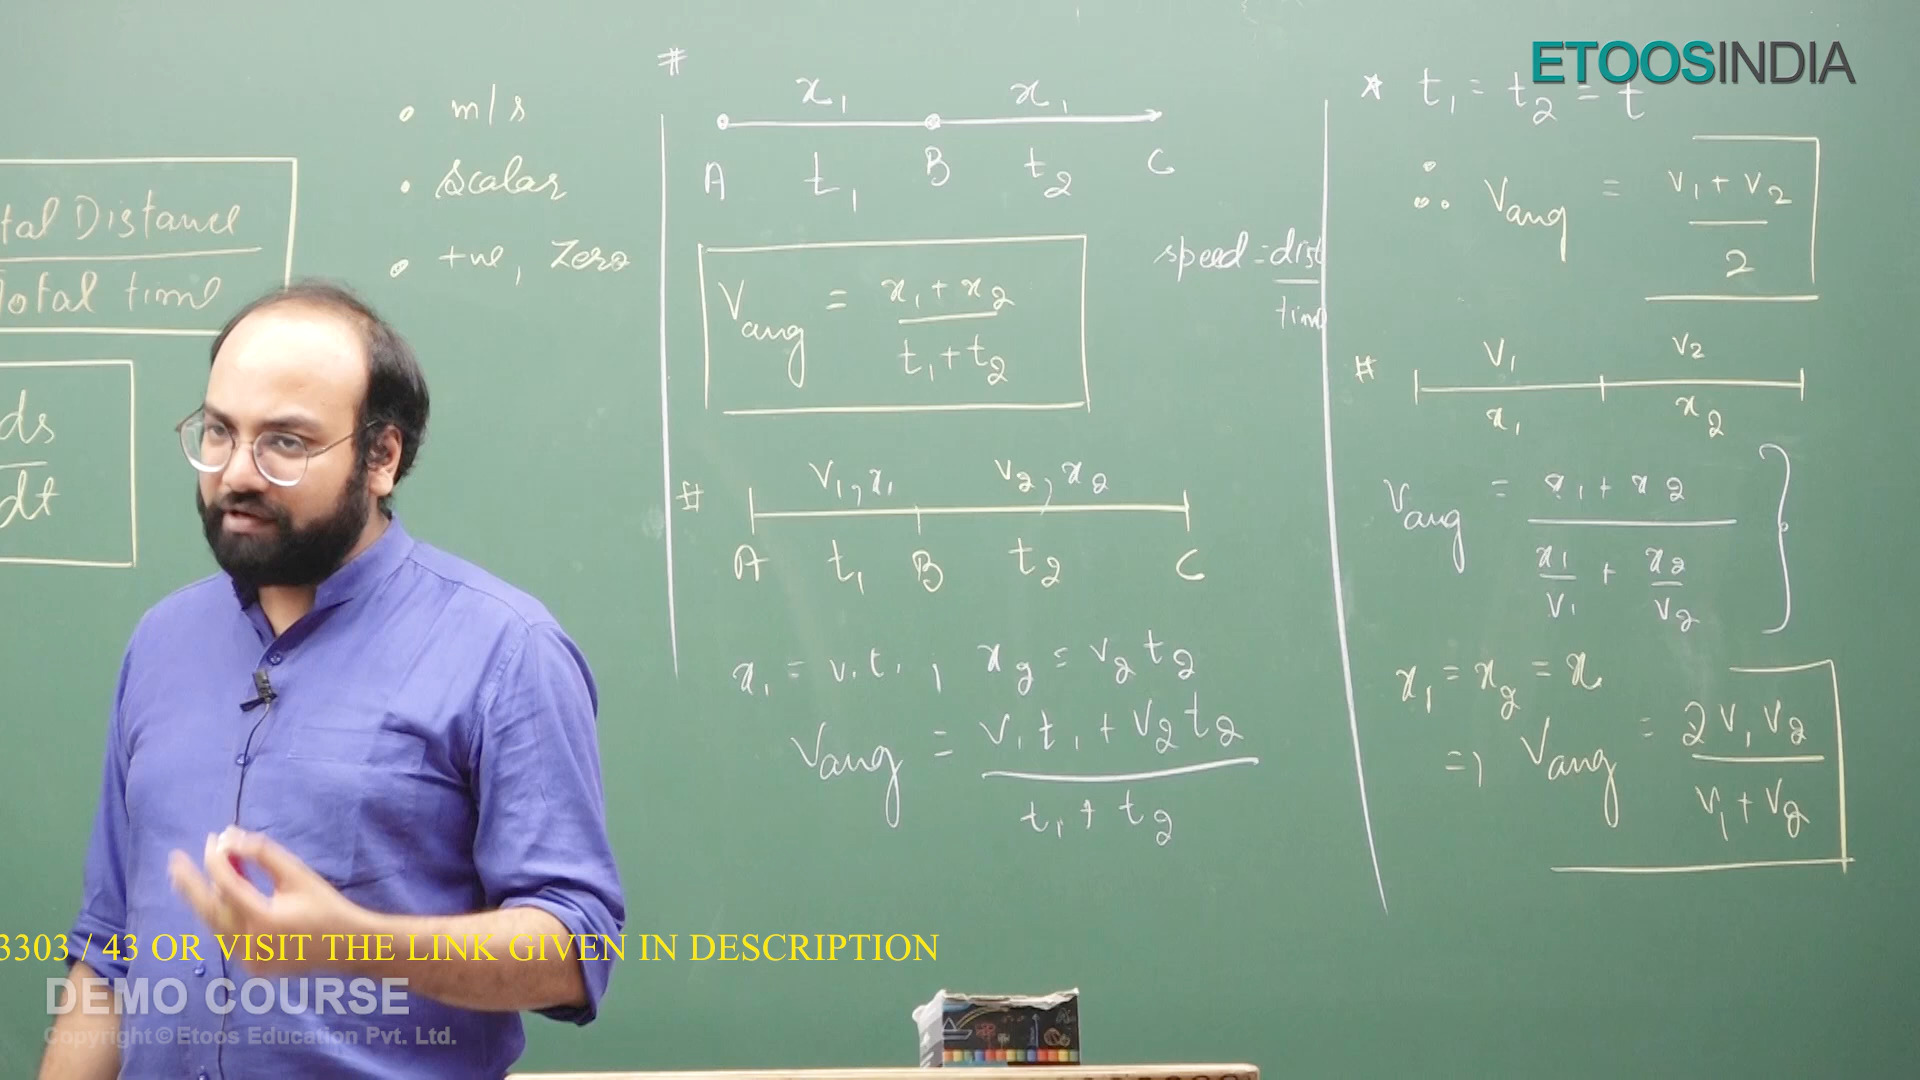 tal Distance
Total time
ds
dt
• m/s
• Scalar
• +ve, Zero
#
x₁ x₁
A t₁ B t₂ C
Vavg = x₁ + x₂
t₁ + t₂
speed = dist
time
# V₁, x₁ V₂, x₂
A t₁ B t₂ C
x₁ = v₁t₁ , x₂ = v₂t₂
Vavg = v₁t₁ + v₂t₂
t₁ + t₂
ETOOSINDIA
* t₁ = t₂ = t
∴ Vavg = v₁ + v₂
2
# V₁ V₂
x₁ x₂
Vavg = x₁ + x₂
x₁ + x₂
V₁ V₂
x₁ = x₂ = x
=) Vavg = 2V₁V₂
V₁ + V₂
3303 / 43 OR VISIT THE LINK GIVEN IN DESCRIPTION
DEMO COURSE
Copyright © Etoos Education Pvt. Ltd.